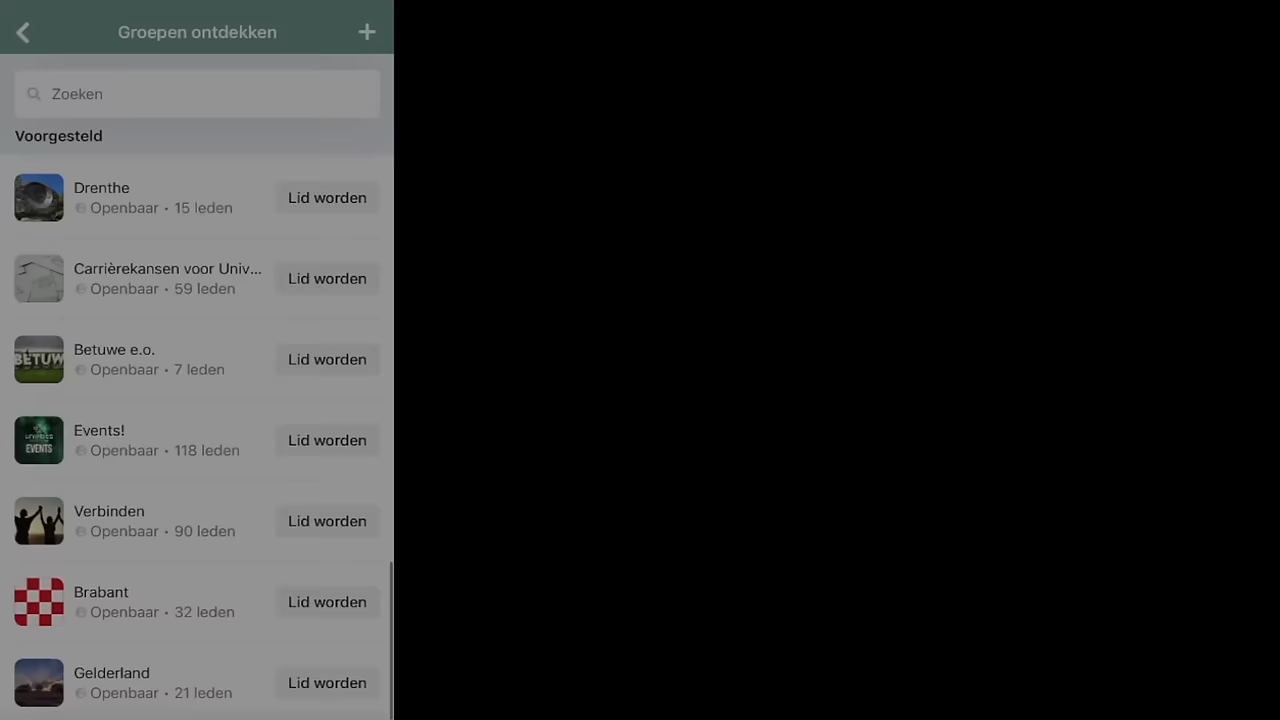 Groepen ontdekken
Zoeken
Voorgesteld
Drenthe
Openbaar • 15 leden
Lid worden
Carrièrekansen voor Univ...
Openbaar • 59 leden
Lid worden
BETUW
Betuwe e.o.
Openbaar • 7 leden
Lid worden
EVENTS
Events!
Openbaar • 118 leden
Lid worden
Verbinden
Openbaar • 90 leden
Lid worden
Brabant
Openbaar • 32 leden
Lid worden
Gelderland
Openbaar • 21 leden
Lid worden